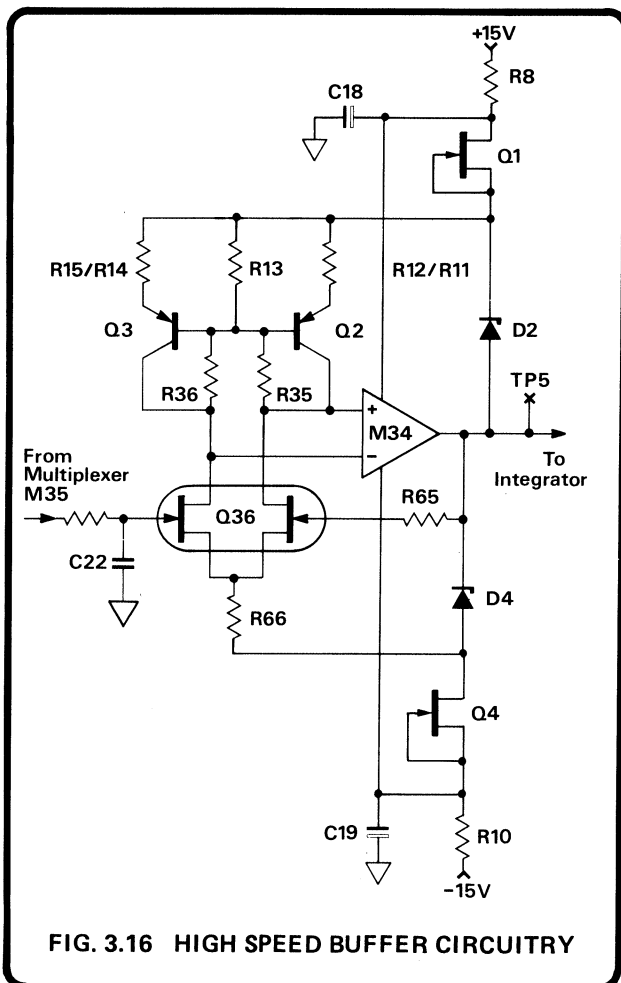 +15V
R8
C18
Q1
R15/R14
R13
R12/R11
Q3
Q2
D2
R36
R35
TP5
+
M34
−
From
Multiplexer
M35
To
Integrator
R65
Q36
C22
D4
R66
Q4
C19
R10
−15V
FIG. 3.16 HIGH SPEED BUFFER CIRCUITRY